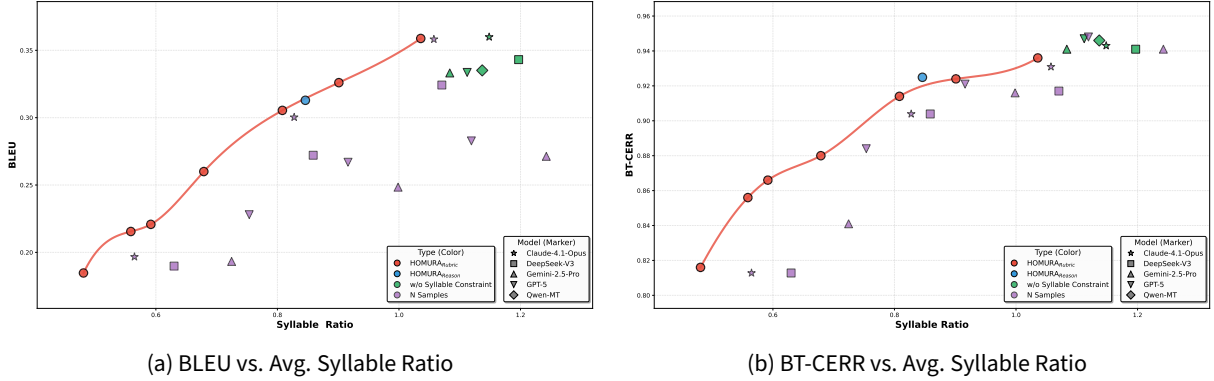 BLEU
0.35
0.30
0.25
0.20
0.6
0.8
1.0
1.2
Syllable Ratio
Type (Color)
HOMURA_Rubric
HOMURA_Reason
w/o Syllable Constraint
N Samples
Model (Marker)
Claude-4.1-Opus
DeepSeek-V3
Gemini-2.5-Pro
GPT-5
Qwen-MT
(a) BLEU vs. Avg. Syllable Ratio
BT-CERR
0.96
0.94
0.92
0.90
0.88
0.86
0.84
0.82
0.80
0.6
0.8
1.0
1.2
Syllable Ratio
Type (Color)
HOMURA_Rubric
HOMURA_Reason
w/o Syllable Constraint
N Samples
Model (Marker)
Claude-4.1-Opus
DeepSeek-V3
Gemini-2.5-Pro
GPT-5
Qwen-MT
(b) BT-CERR vs. Avg. Syllable Ratio